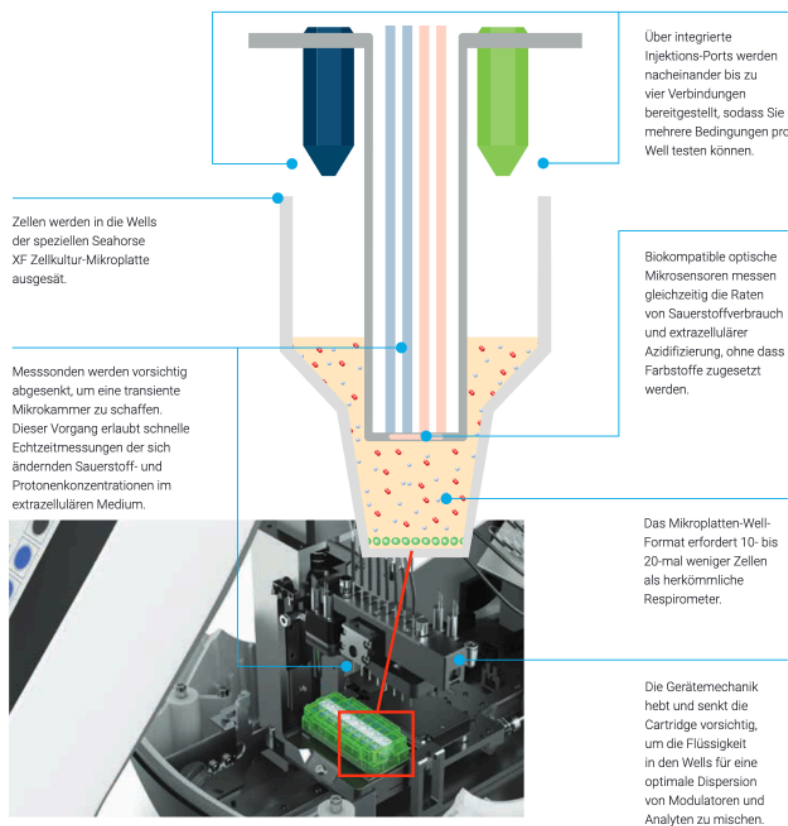 Über integrierte
Injektions-Ports werden
nacheinander bis zu
vier Verbindungen
bereitgestellt, sodass Sie
mehrere Bedingungen pro
Well testen können.
Zellen werden in die Wells
der speziellen Seahorse
XF Zellkultur-Mikroplatte
ausgesät.
Biokompatible optische
Mikrosensoren messen
gleichzeitig die Raten
von Sauerstoffverbrauch
und extrazellulärer
Azidifizierung, ohne dass
Farbstoffe zugesetzt
werden.
Messsonden werden vorsichtig
abgesenkt, um eine transiente
Mikrokammer zu schaffen.
Dieser Vorgang erlaubt schnelle
Echtzeitmessungen der sich
ändernden Sauerstoff- und
Protonenkonzentrationen im
extrazellulären Medium.
Das Mikroplatten-Well-
Format erfordert 10- bis
20-mal weniger Zellen
als herkömmliche
Respirometer.
Die Gerätemechanik
hebt und senkt die
Cartridge vorsichtig,
um die Flüssigkeit
in den Wells für eine
optimale Dispersion
von Modulatoren und
Analyten zu mischen.